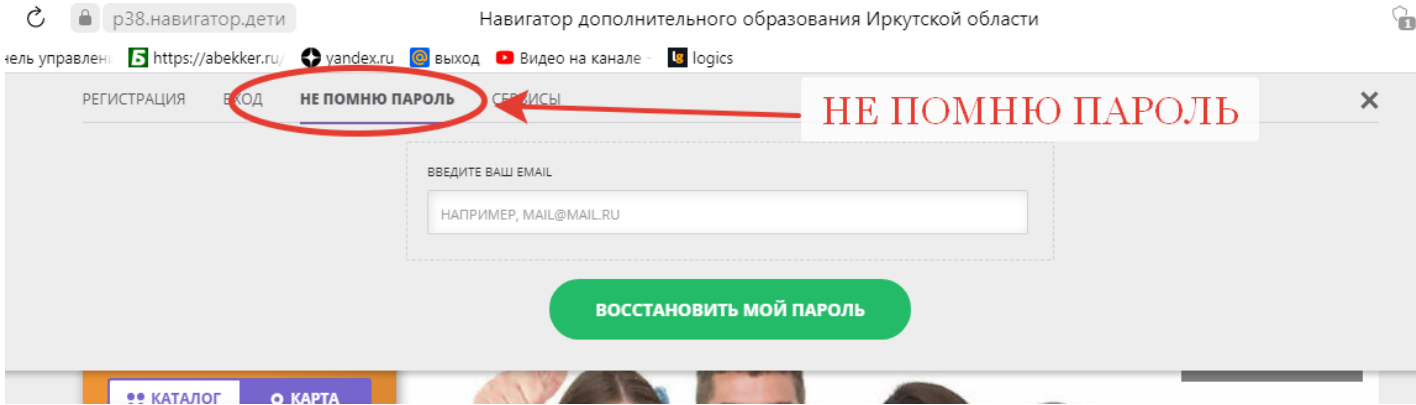 р38.навигатор.дети Навигатор дополнительного образования Иркутской области 1
https://abekker.ru/ yandex.ru выход Видео на канале - lg logics
РЕГИСТРАЦИЯ ВХОД НЕ ПОМНЮ ПАРОЛЬ СЕРВИСЫ НЕ ПОМНЮ ПАРОЛЬ
ВВЕДИТЕ ВАШ EMAIL
НАПРИМЕР, MAIL@MAIL.RU
ВОССТАНОВИТЬ МОЙ ПАРОЛЬ
КАТАЛОГ КАРТА